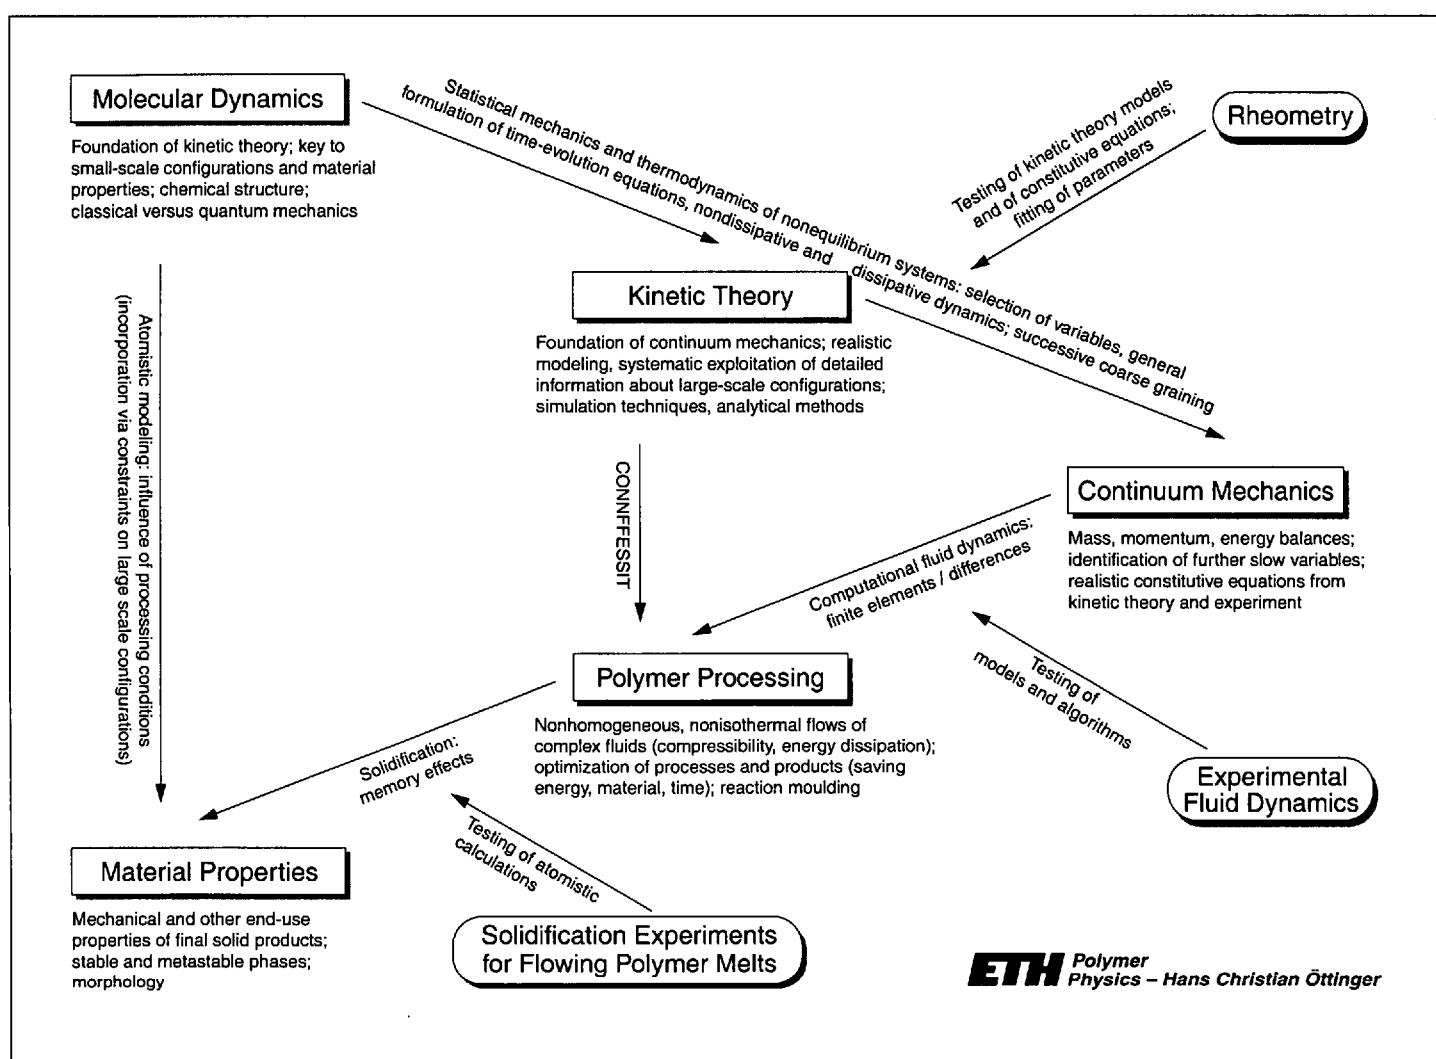 Molecular Dynamics
Foundation of kinetic theory; key to
small-scale configurations and material
properties; chemical structure;
classical versus quantum mechanics
Statistical mechanics and thermodynamics of nonequilibrium systems: selection of variables, general
formulation of time-evolution equations, nondissipative and dissipative dynamics; successive coarse graining
Rheometry
Testing of kinetic theory models
and of constitutive equations;
fitting of parameters
Kinetic Theory
Foundation of continuum mechanics; realistic
modeling, systematic exploitation of detailed
information about large-scale configurations;
simulation techniques, analytical methods
Atomistic modeling: influence of processing conditions
(incorporation via constraints on large scale configurations)
CONNFFESSIT
Continuum Mechanics
Mass, momentum, energy balances;
identification of further slow variables;
realistic constitutive equations from
kinetic theory and experiment
Computational fluid dynamics:
finite elements / differences
Polymer Processing
Nonhomogeneous, nonisothermal flows of
complex fluids (compressibility, energy dissipation);
optimization of processes and products (saving
energy, material, time); reaction moulding
Testing of
models and algorithms
Experimental
Fluid Dynamics
Solidification:
memory effects
Testing of atomistic
calculations
Material Properties
Mechanical and other end-use
properties of final solid products;
stable and metastable phases;
morphology
Solidification Experiments
for Flowing Polymer Melts
ETH Polymer
Physics – Hans Christian Öttinger